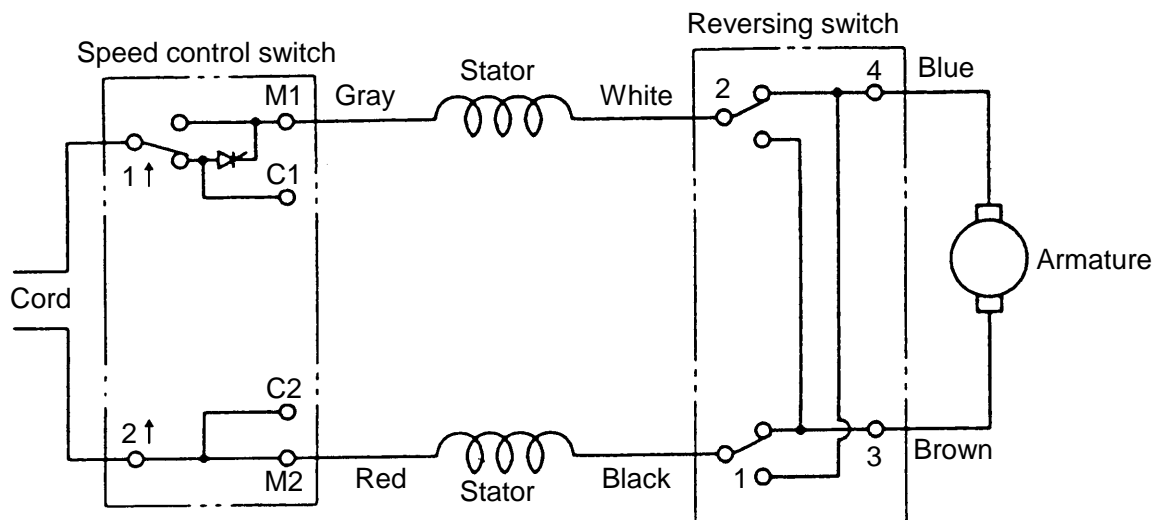 Speed control switch
Reversing switch
Stator
M1
Gray
White
2
4
Blue
1↑
C1
Cord
Armature
C2
2↑
M2
Red
Stator
Black
1
3
Brown